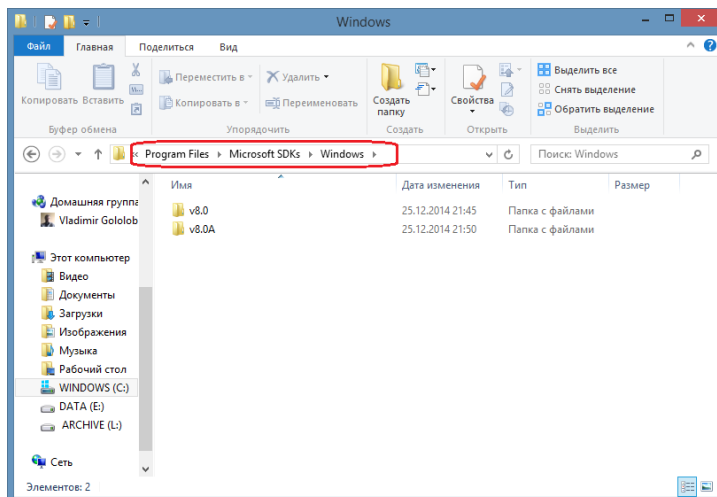 Windows
Файл Главная Поделиться Вид
Копировать Вставить
Переместить в
Копировать в
Удалить
Переименовать
Создать папку
Свойства
Выделить все
Снять выделение
Обратить выделение
Буфер обмена Упорядочить Создать Открыть Выделить
« Program Files Microsoft SDKs Windows
Поиск: Windows
Имя Дата изменения Тип Размер
v8.0 25.12.2014 21:45 Папка с файлами
v8.0A 25.12.2014 21:50 Папка с файлами
Домашняя группа
Vladimir Gololob
Этот компьютер
Видео
Документы
Загрузки
Изображения
Музыка
Рабочий стол
WINDOWS (C:)
DATA (E:)
ARCHIVE (L:)
Сеть
Элементов: 2